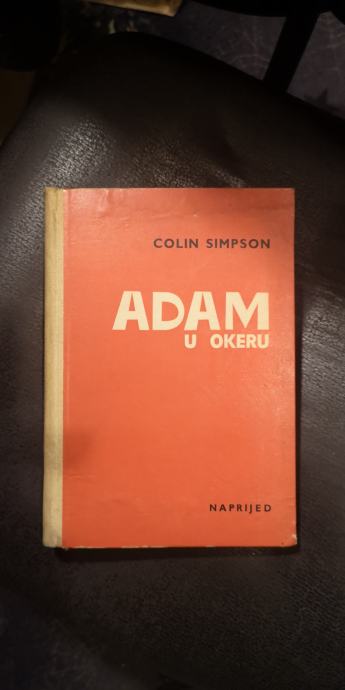 COLIN SIMPSON
ADAM
U OKERU
NAPRIJED